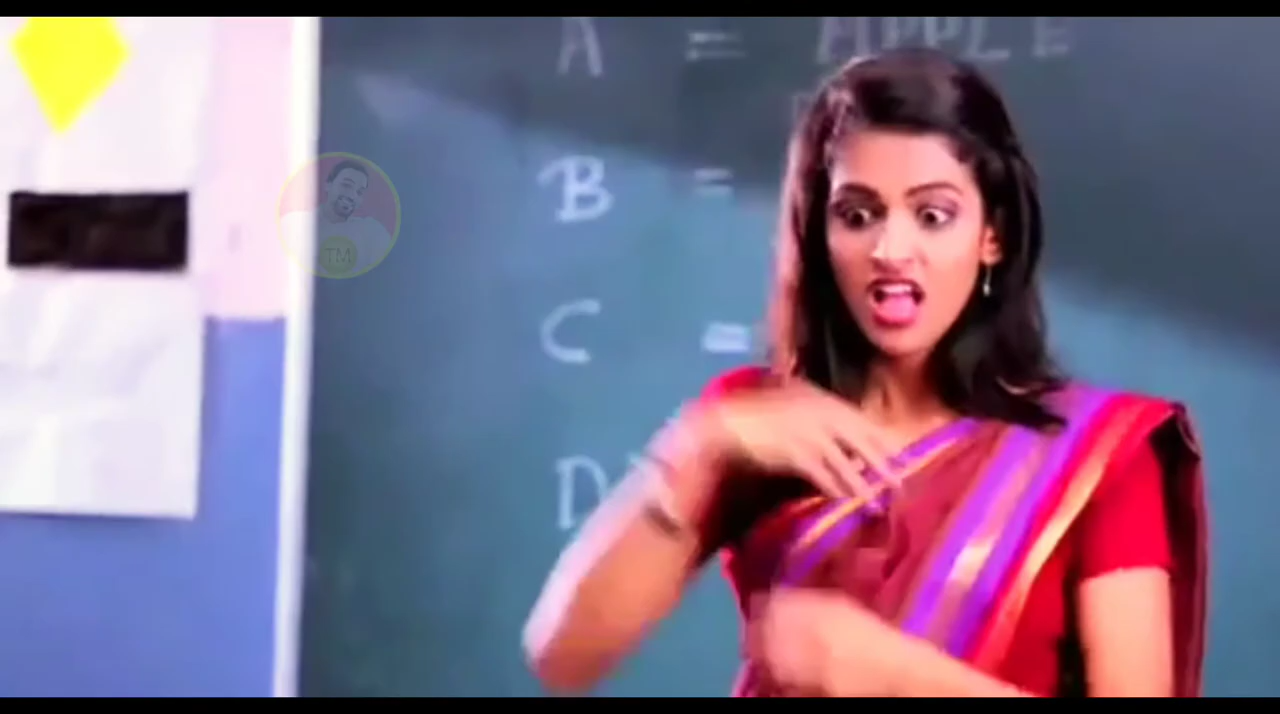 A = APPLE
B =
C =
D
TM